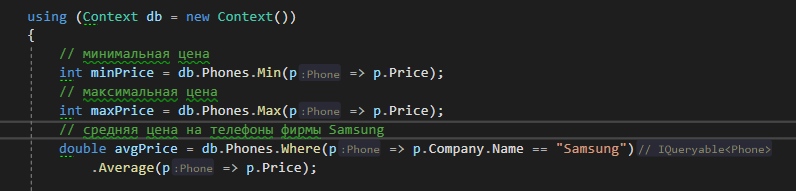 using (Context db = new Context())
{
// минимальная цена
int minPrice = db.Phones.Min(p :Phone => p.Price);
// максимальная цена
int maxPrice = db.Phones.Max(p :Phone => p.Price);
// средняя цена на телефоны фирмы Samsung
double avgPrice = db.Phones.Where(p :Phone => p.Company.Name == "Samsung") // IQueryable<Phone>
.Average(p :Phone => p.Price);